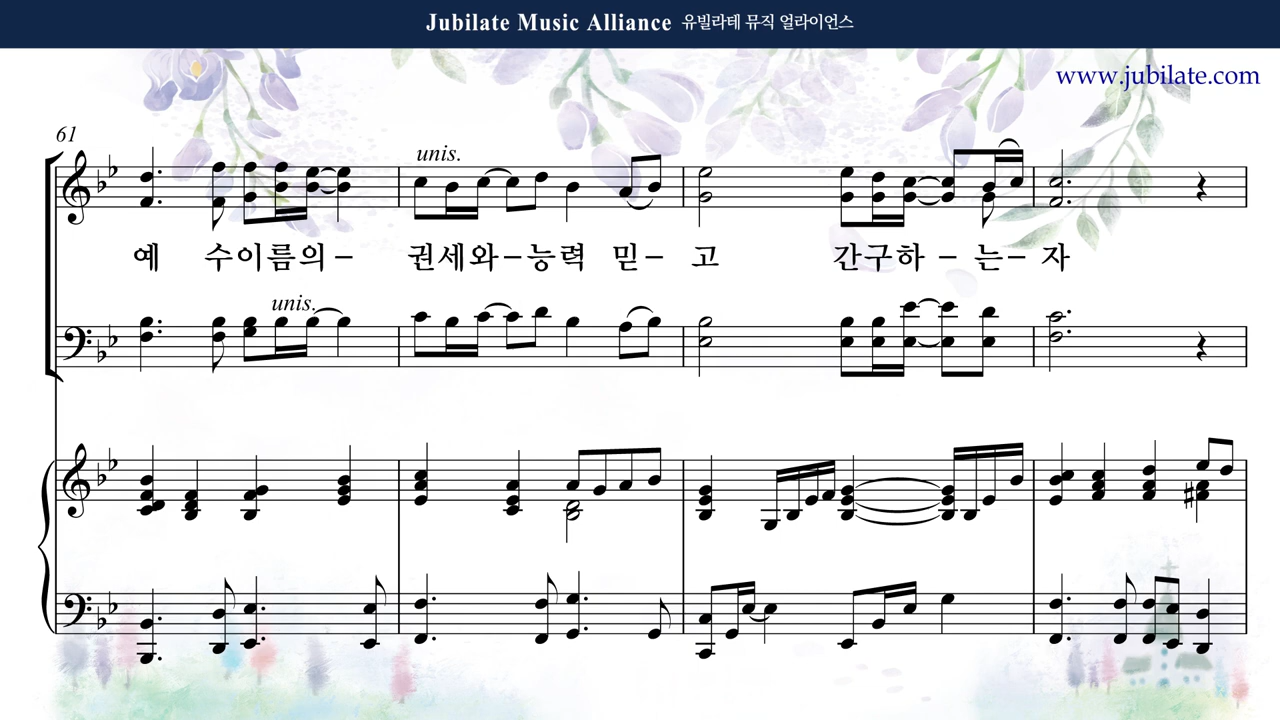 Jubilate Music Alliance 유빌라테 뮤직 얼라이언스
www.jubilate.com
61
unis.
예 수이름의– 권세와–능력 믿– 고 간구하 – 는– 자
unis.